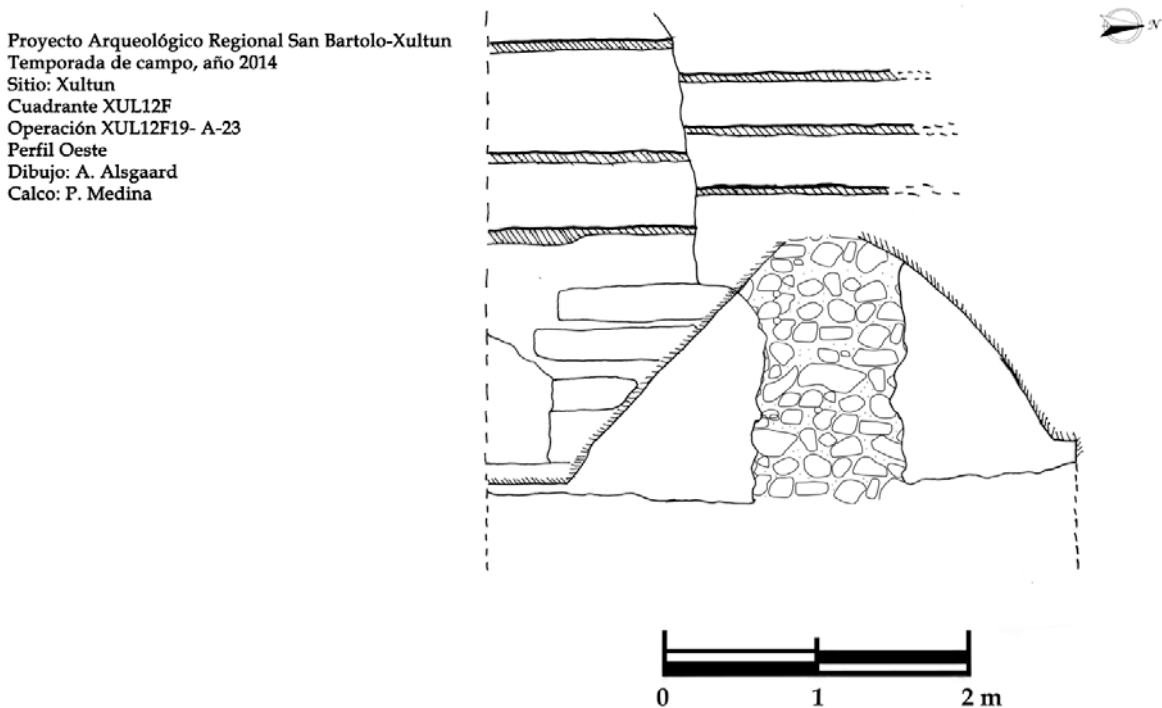 Proyecto Arqueológico Regional San Bartolo-Xultun
Temporada de campo, año 2014
Sitio: Xultun
Cuadrante XUL12F
Operación XUL12F19- A-23
Perfil Oeste
Dibujo: A. Alsgaard
Calco: P. Medina
N
0 1 2 m